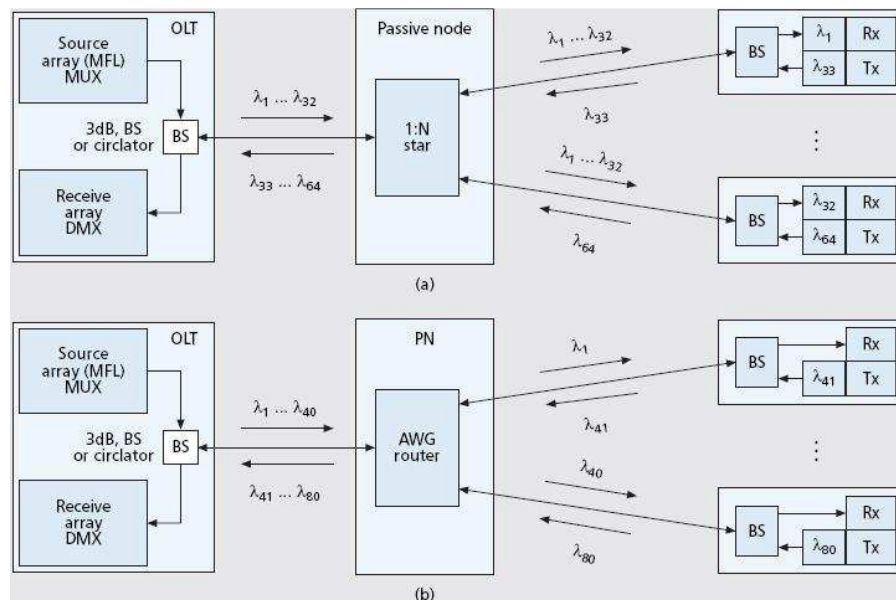 OLT
Source
array (MFL)
MUX
3dB, BS
or circlator
BS
Receive
array
DMX
λ1 ... λ32
λ33 ... λ64
Passive node
1:N
star
λ1 ... λ32
λ33
λ1 ... λ32
λ64
BS
λ1
Rx
λ33
Tx
⋮
BS
λ32
Rx
λ64
Tx
(a)
OLT
Source
array (MFL)
MUX
3dB, BS
or circlator
BS
Receive
array
DMX
λ1 ... λ40
λ41 ... λ80
PN
AWG
router
λ1
λ41
λ40
λ80
BS
Rx
λ41
Tx
⋮
BS
Rx
λ80
Tx
(b)